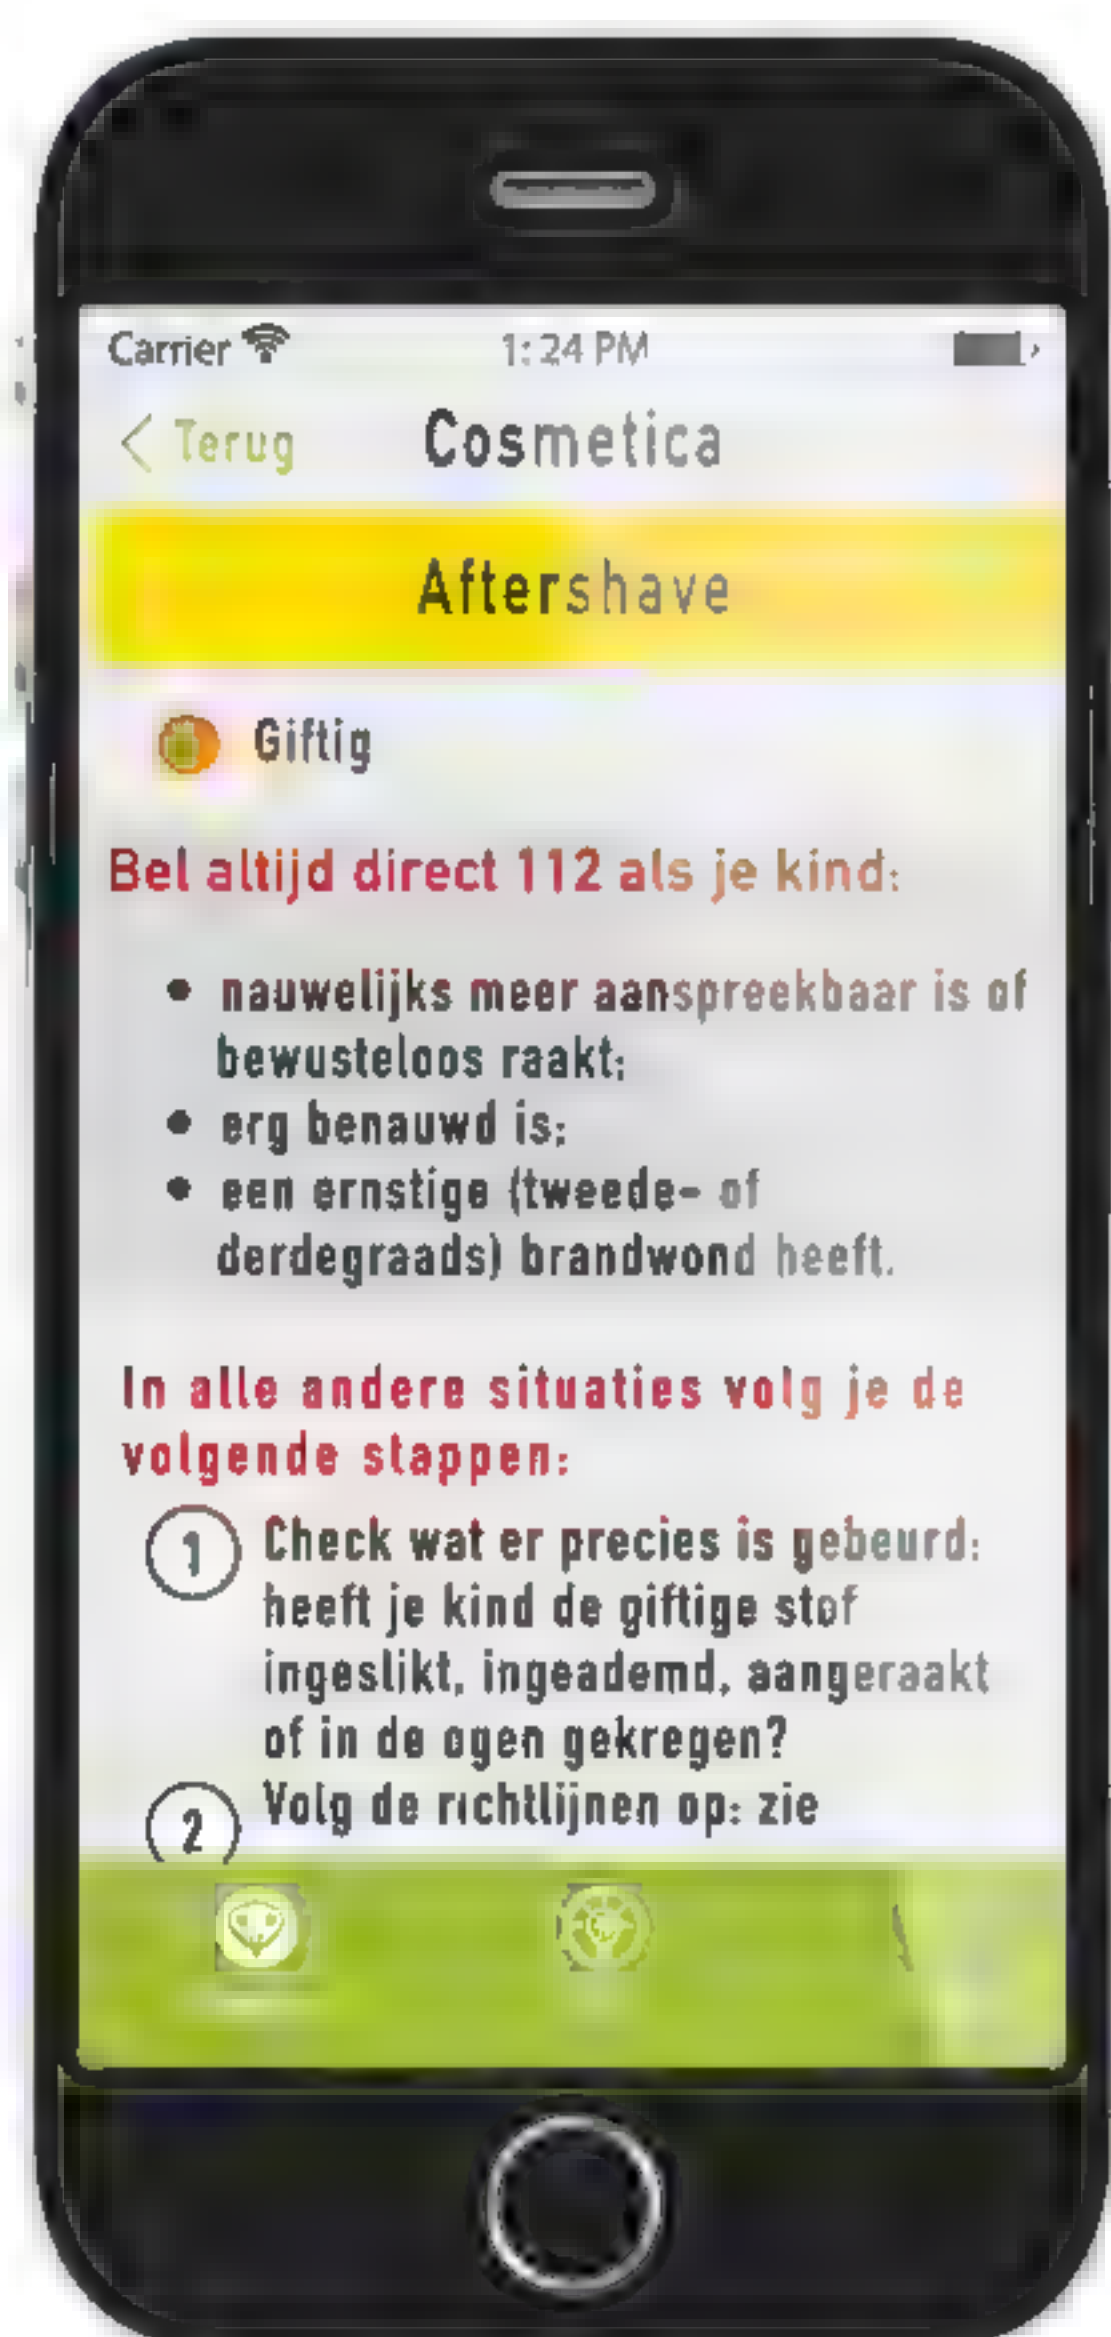 Carrier 1:24 PM
Terug Cosmetica
Aftershave
Giftig
Bel altijd direct 112 als je kind:
• nauwelijks meer aanspreekbaar is of
bewusteloos raakt;
• erg benauwd is;
• een ernstige (tweede- of
derdegraads) brandwond heeft.
In alle andere situaties volg je de
volgende stappen:
1 Check wat er precies is gebeurd:
heeft je kind de giftige stof
ingeslikt, ingeademd, aangeraakt
of in de ogen gekregen?
2 Volg de richtlijnen op: zie